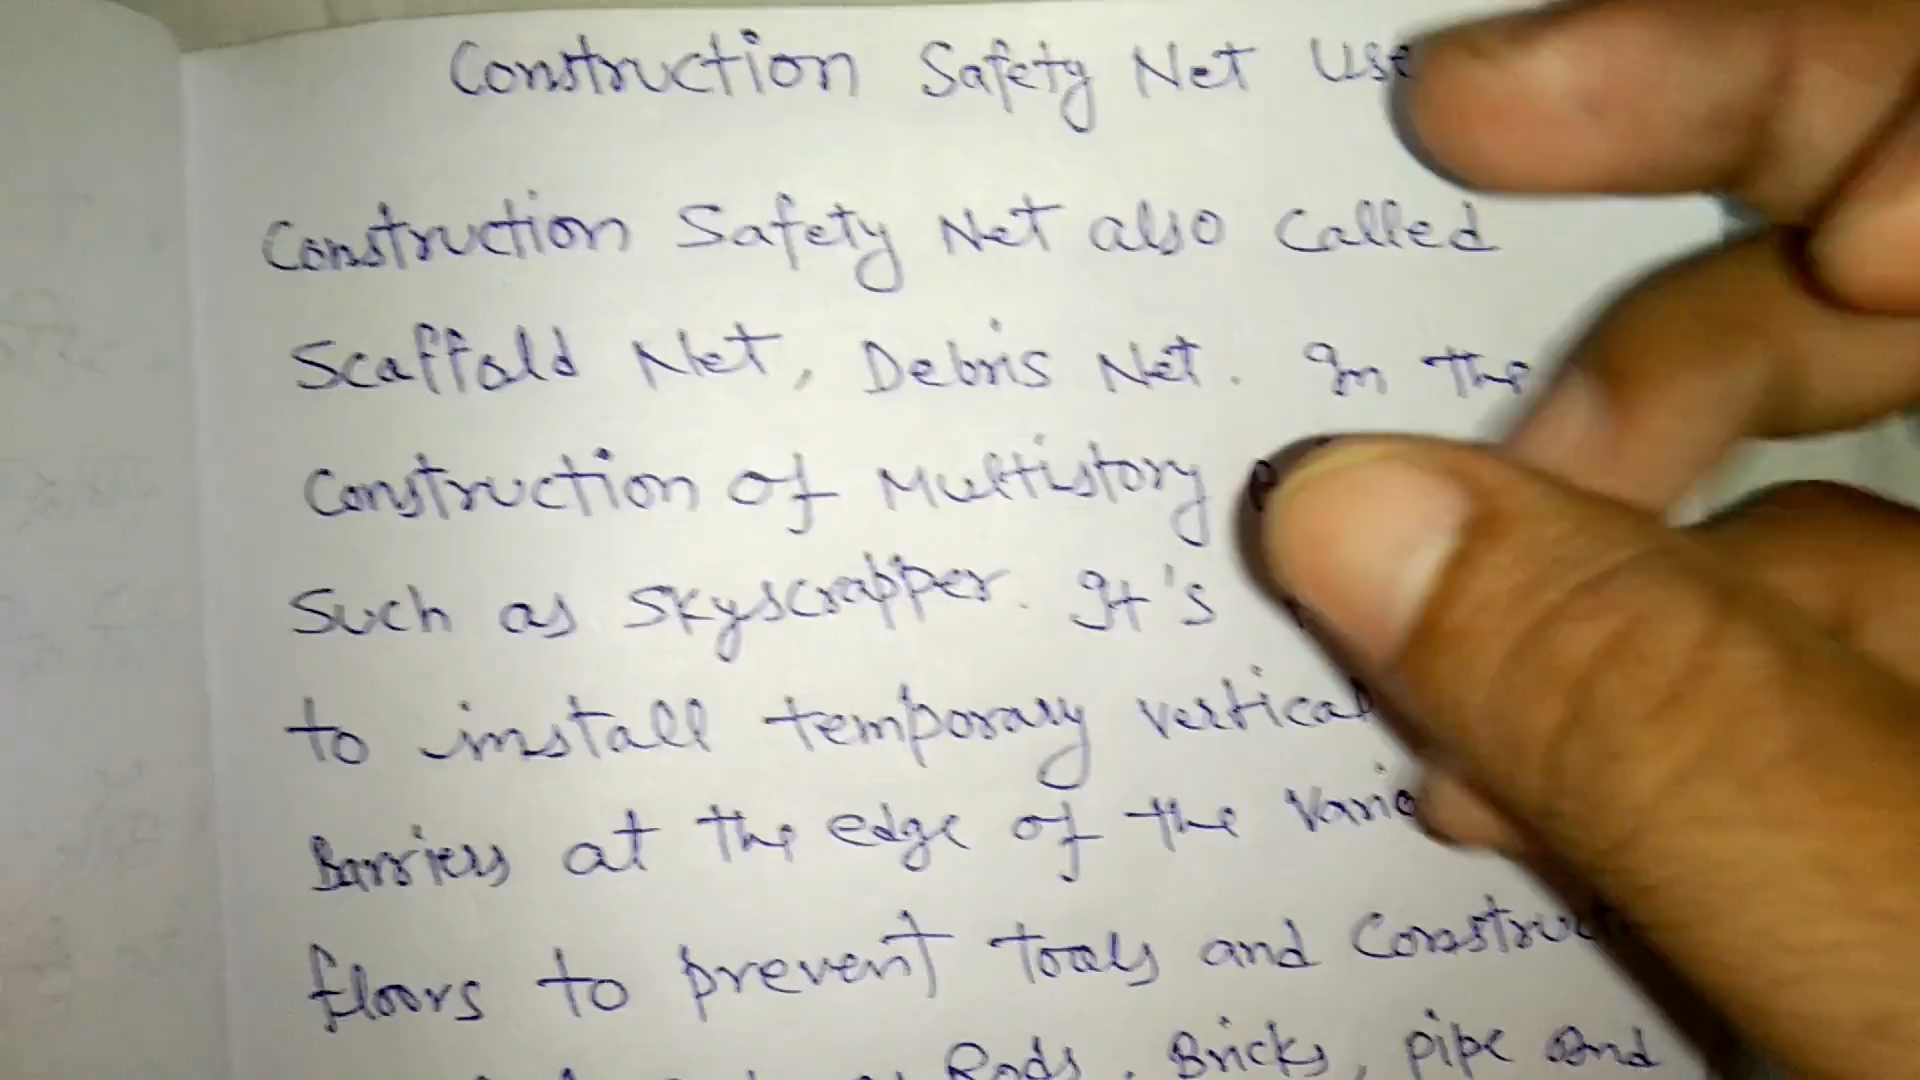 Construction Safety Net Use
Construction Safety Net also Called
Scaffold Net, Debris Net. In the
Construction of Multistory
Such as Skyscrapper. It's
to install temporary vertical
Barriers at the edge of the
floors to prevent tools and
Rods, Bricks, pipe and